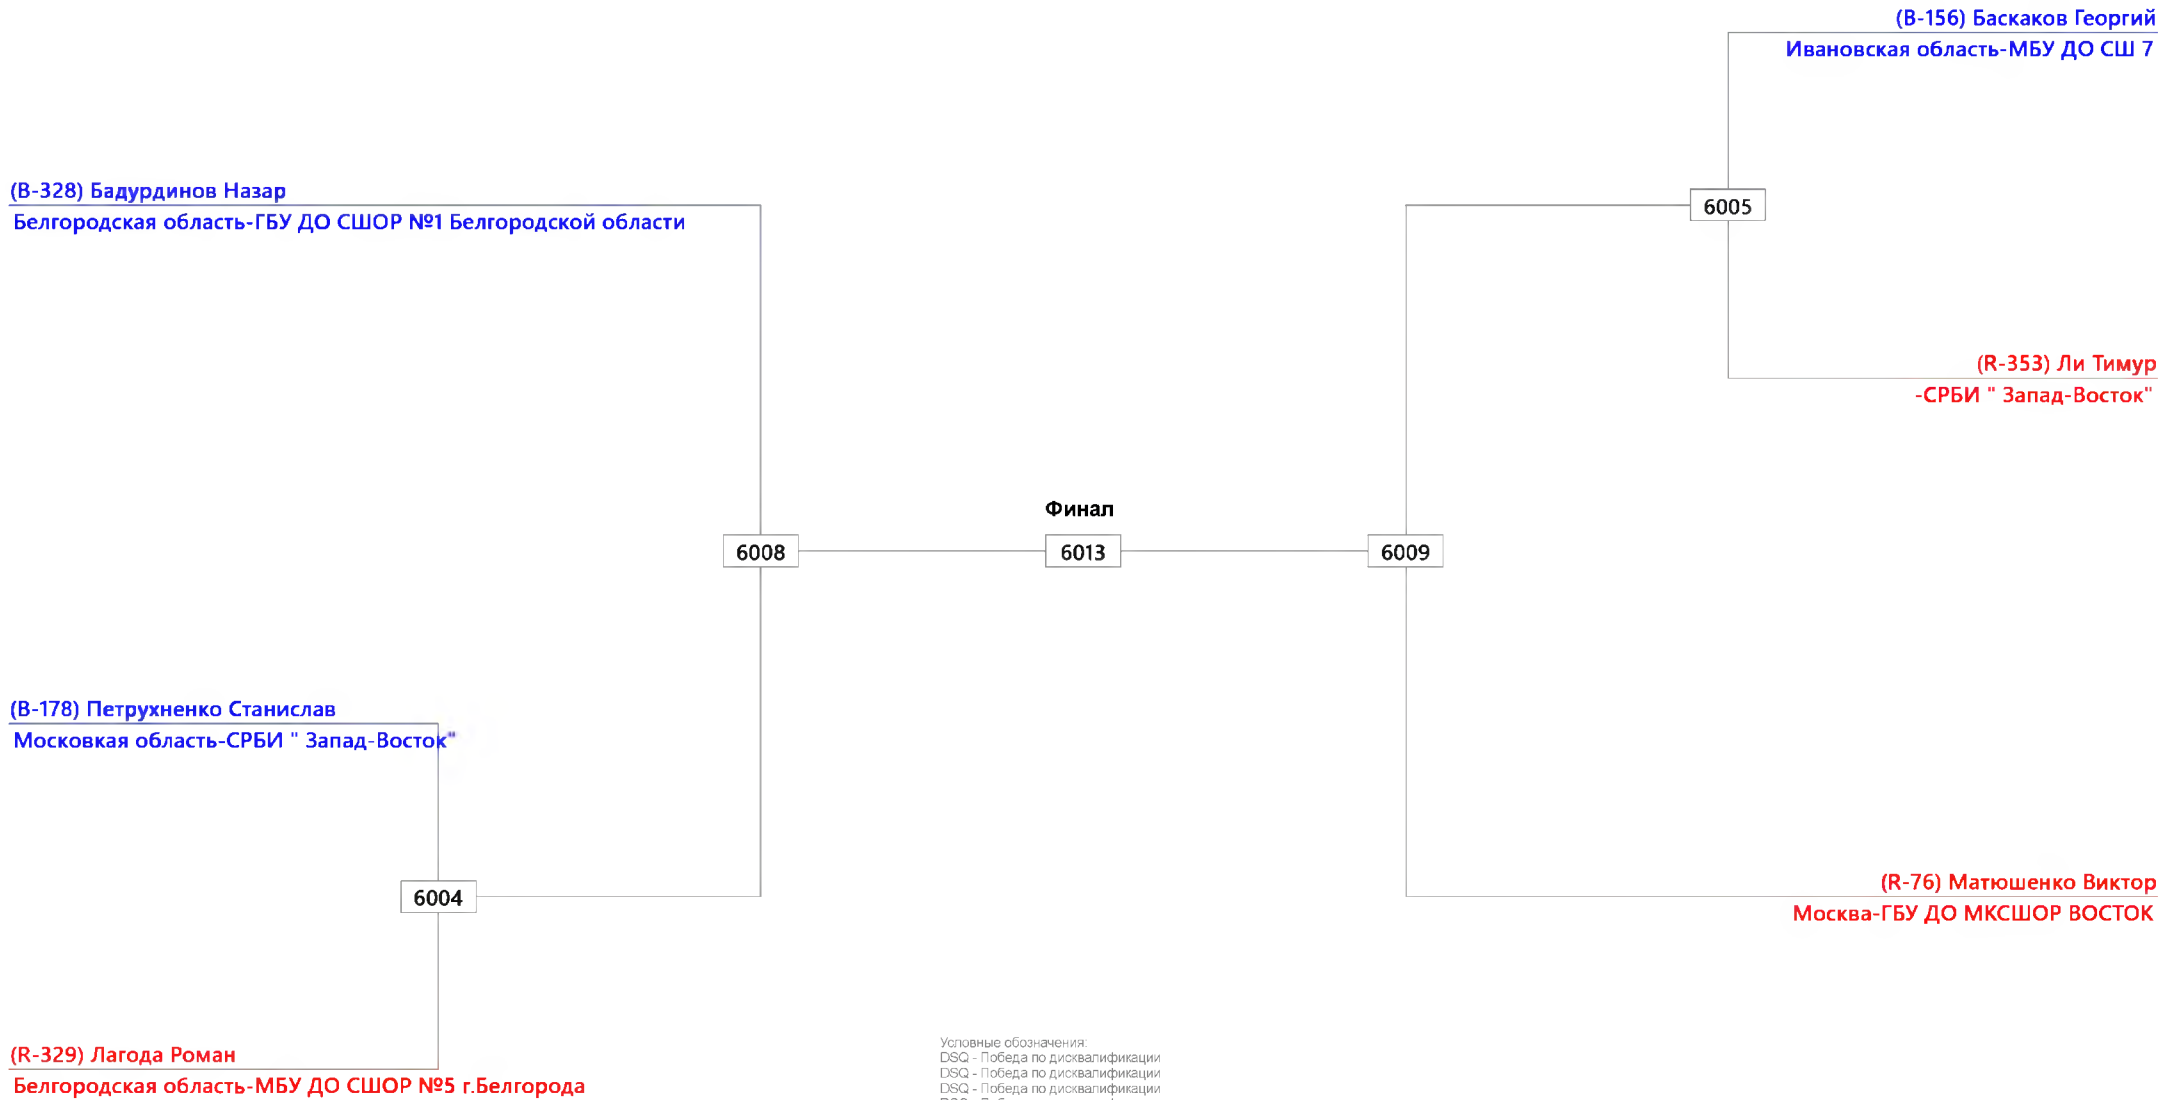 (B-156) Баскаков Георгий
Ивановская область-МБУ ДО СШ 7
(B-328) Бадурдинов Назар
Белгородская область-ГБУ ДО СШОР №1 Белгородской области
6005
(R-353) Ли Тимур
-СРБИ " Запад-Восток"
Финал
6008
6013
6009
(B-178) Петрухненко Станислав
Московкая область-СРБИ " Запад-Восток"
6004
(R-76) Матюшенко Виктор
Москва-ГБУ ДО МКСШОР ВОСТОК
(R-329) Лагода Роман
Белгородская область-МБУ ДО СШОР №5 г.Белгорода
Условные обозначения:
DSQ - Победа по дисквалификации
DSQ - Победа по дисквалификации
DSQ - Победа по дисквалификации